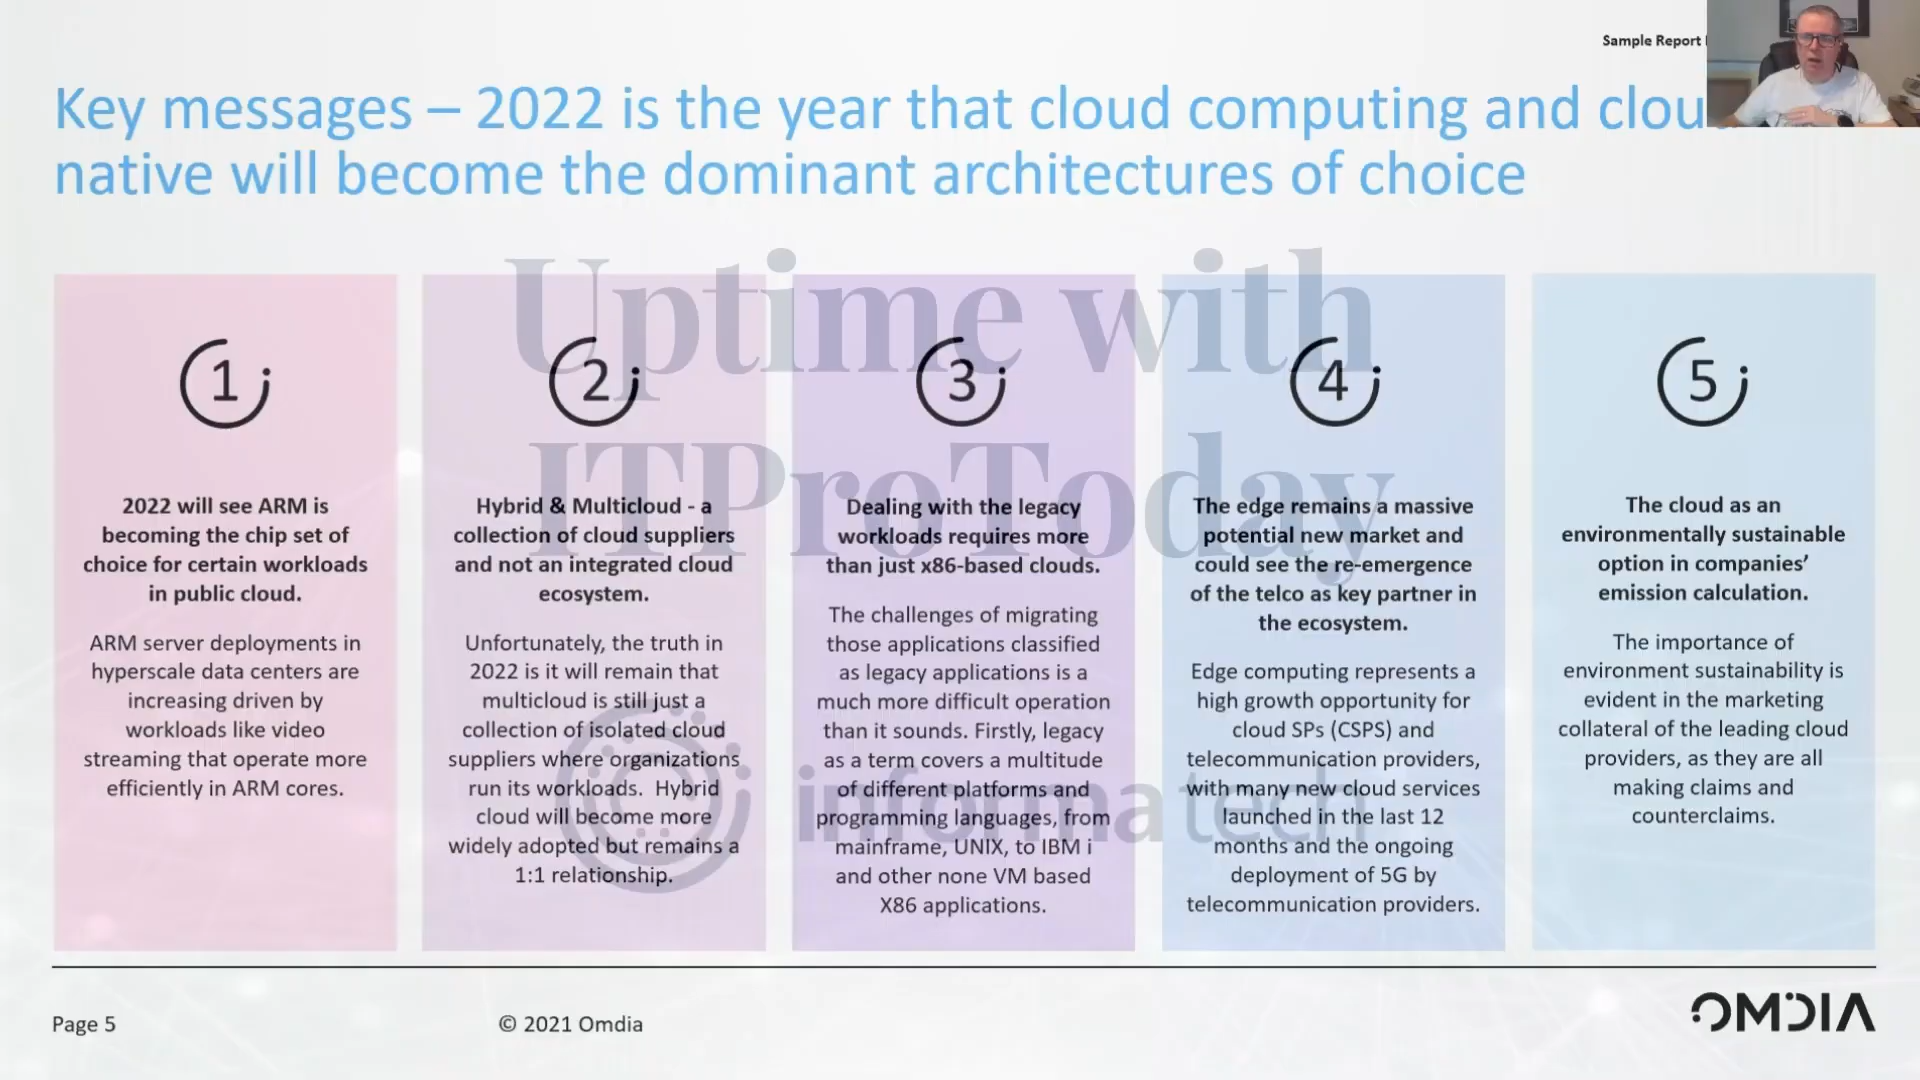 Sample Report
Key messages – 2022 is the year that cloud computing and cloud
native will become the dominant architectures of choice
Uptime with
ITProToday
informa tech
1
2022 will see ARM is
becoming the chip set of
choice for certain workloads
in public cloud.
ARM server deployments in
hyperscale data centers are
increasing driven by
workloads like video
streaming that operate more
efficiently in ARM cores.
2
Hybrid & Multicloud - a
collection of cloud suppliers
and not an integrated cloud
ecosystem.
Unfortunately, the truth in
2022 is it will remain that
multicloud is still just a
collection of isolated cloud
suppliers where organizations
run its workloads. Hybrid
cloud will become more
widely adopted but remains a
1:1 relationship.
3
Dealing with the legacy
workloads requires more
than just x86-based clouds.
The challenges of migrating
those applications classified
as legacy applications is a
much more difficult operation
than it sounds. Firstly, legacy
as a term covers a multitude
of different platforms and
programming languages, from
mainframe, UNIX, to IBM i
and other none VM based
X86 applications.
4
The edge remains a massive
potential new market and
could see the re-emergence
of the telco as key partner in
the ecosystem.
Edge computing represents a
high growth opportunity for
cloud SPs (CSPS) and
telecommunication providers,
with many new cloud services
launched in the last 12
months and the ongoing
deployment of 5G by
telecommunication providers.
5
The cloud as an
environmentally sustainable
option in companies’
emission calculation.
The importance of
environment sustainability is
evident in the marketing
collateral of the leading cloud
providers, as they are all
making claims and
counterclaims.
Page 5
© 2021 Omdia
OMDIA